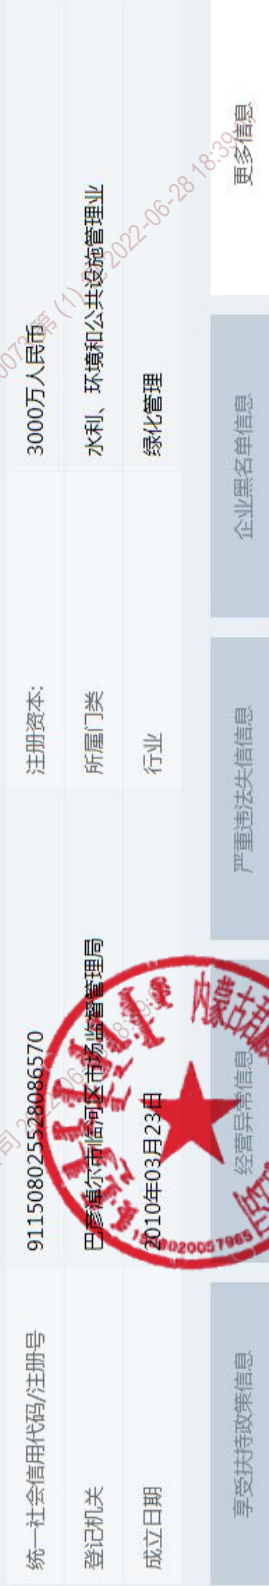 统一社会信用代码/注册号 911508025528086570 注册资本: 3000万人民币
登记机关 巴彦淖尔市临河区市场监督管理局 所属门类 水利、环境和公共设施管理业
成立日期 2010年03月23日 行业 绿化管理
享受扶持政策信息 经营异常信息 严重违法失信信息 企业黑名单信息 更多信息
2022-06-28 18:39
内蒙古